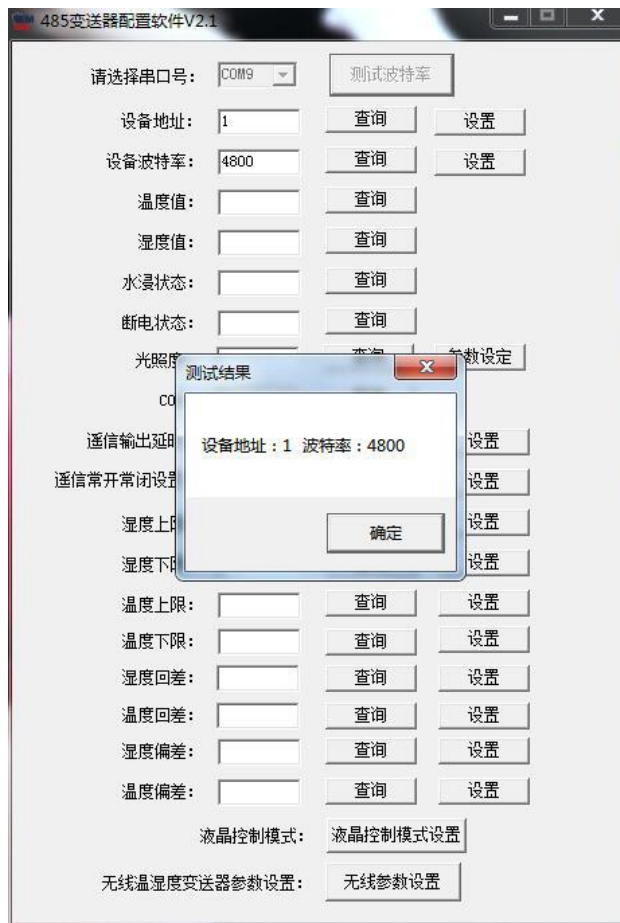 485变送器配置软件V2.1
请选择串口号： COM9 测试波特率
设备地址： 1 查询 设置
设备波特率： 4800 查询 设置
温度值： 查询
湿度值： 查询
水浸状态： 查询
断电状态： 查询
光照度 查询 参数设定
测试结果
CO
设备地址：1 波特率：4800
遥信输出延时 设置
遥信常开常闭设置 设置
确定
湿度上限 设置
湿度下限 设置
温度上限： 查询 设置
温度下限： 查询 设置
湿度回差： 查询 设置
温度回差： 查询 设置
湿度偏差： 查询 设置
温度偏差： 查询 设置
液晶控制模式： 液晶控制模式设置
无线温湿度变送器参数设置： 无线参数设置